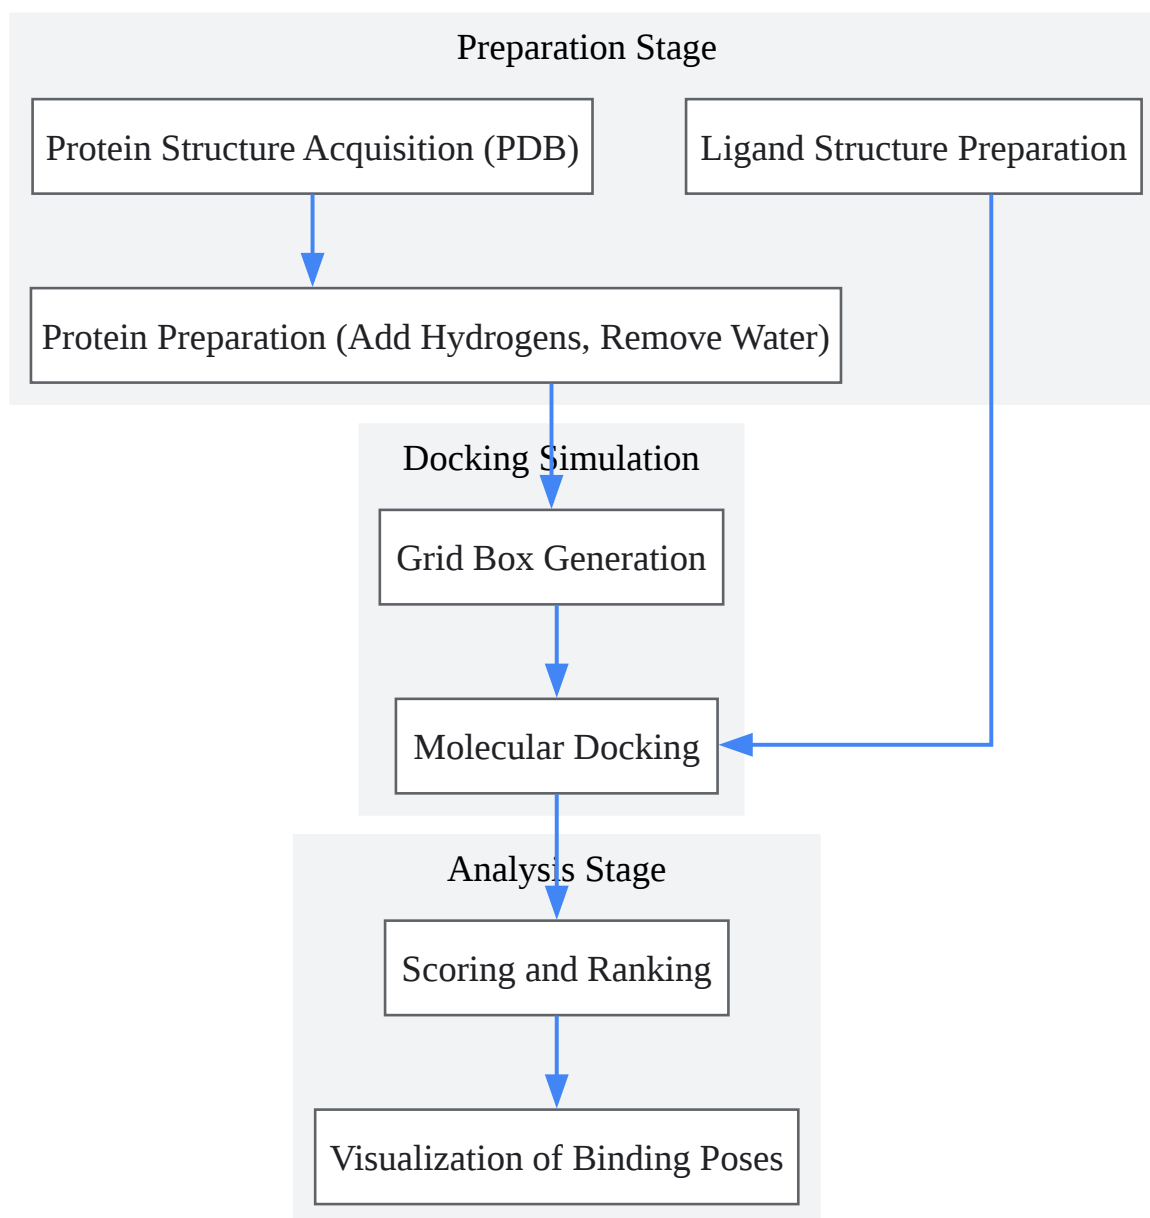 Preparation Stage
Protein Structure Acquisition (PDB)
Ligand Structure Preparation
Protein Preparation (Add Hydrogens, Remove Water)
Docking Simulation
Grid Box Generation
Molecular Docking
Analysis Stage
Scoring and Ranking
Visualization of Binding Poses